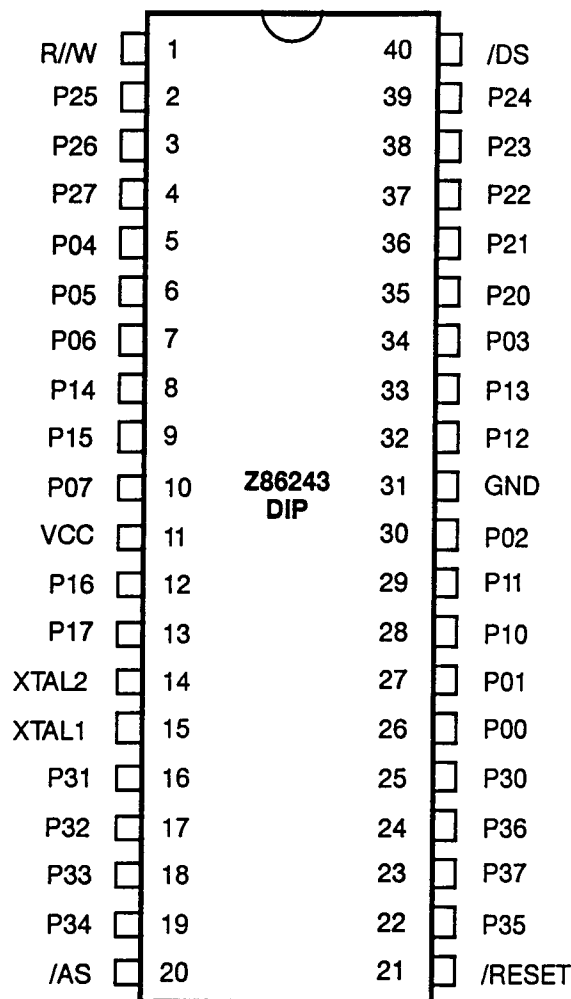 R//W 1 40 /DS
P25 2 39 P24
P26 3 38 P23
P27 4 37 P22
P04 5 36 P21
P05 6 35 P20
P06 7 34 P03
P14 8 33 P13
P15 9 32 P12
P07 10 Z86243 31 GND
DIP
VCC 11 30 P02
P16 12 29 P11
P17 13 28 P10
XTAL2 14 27 P01
XTAL1 15 26 P00
P31 16 25 P30
P32 17 24 P36
P33 18 23 P37
P34 19 22 P35
/AS 20 21 /RESET